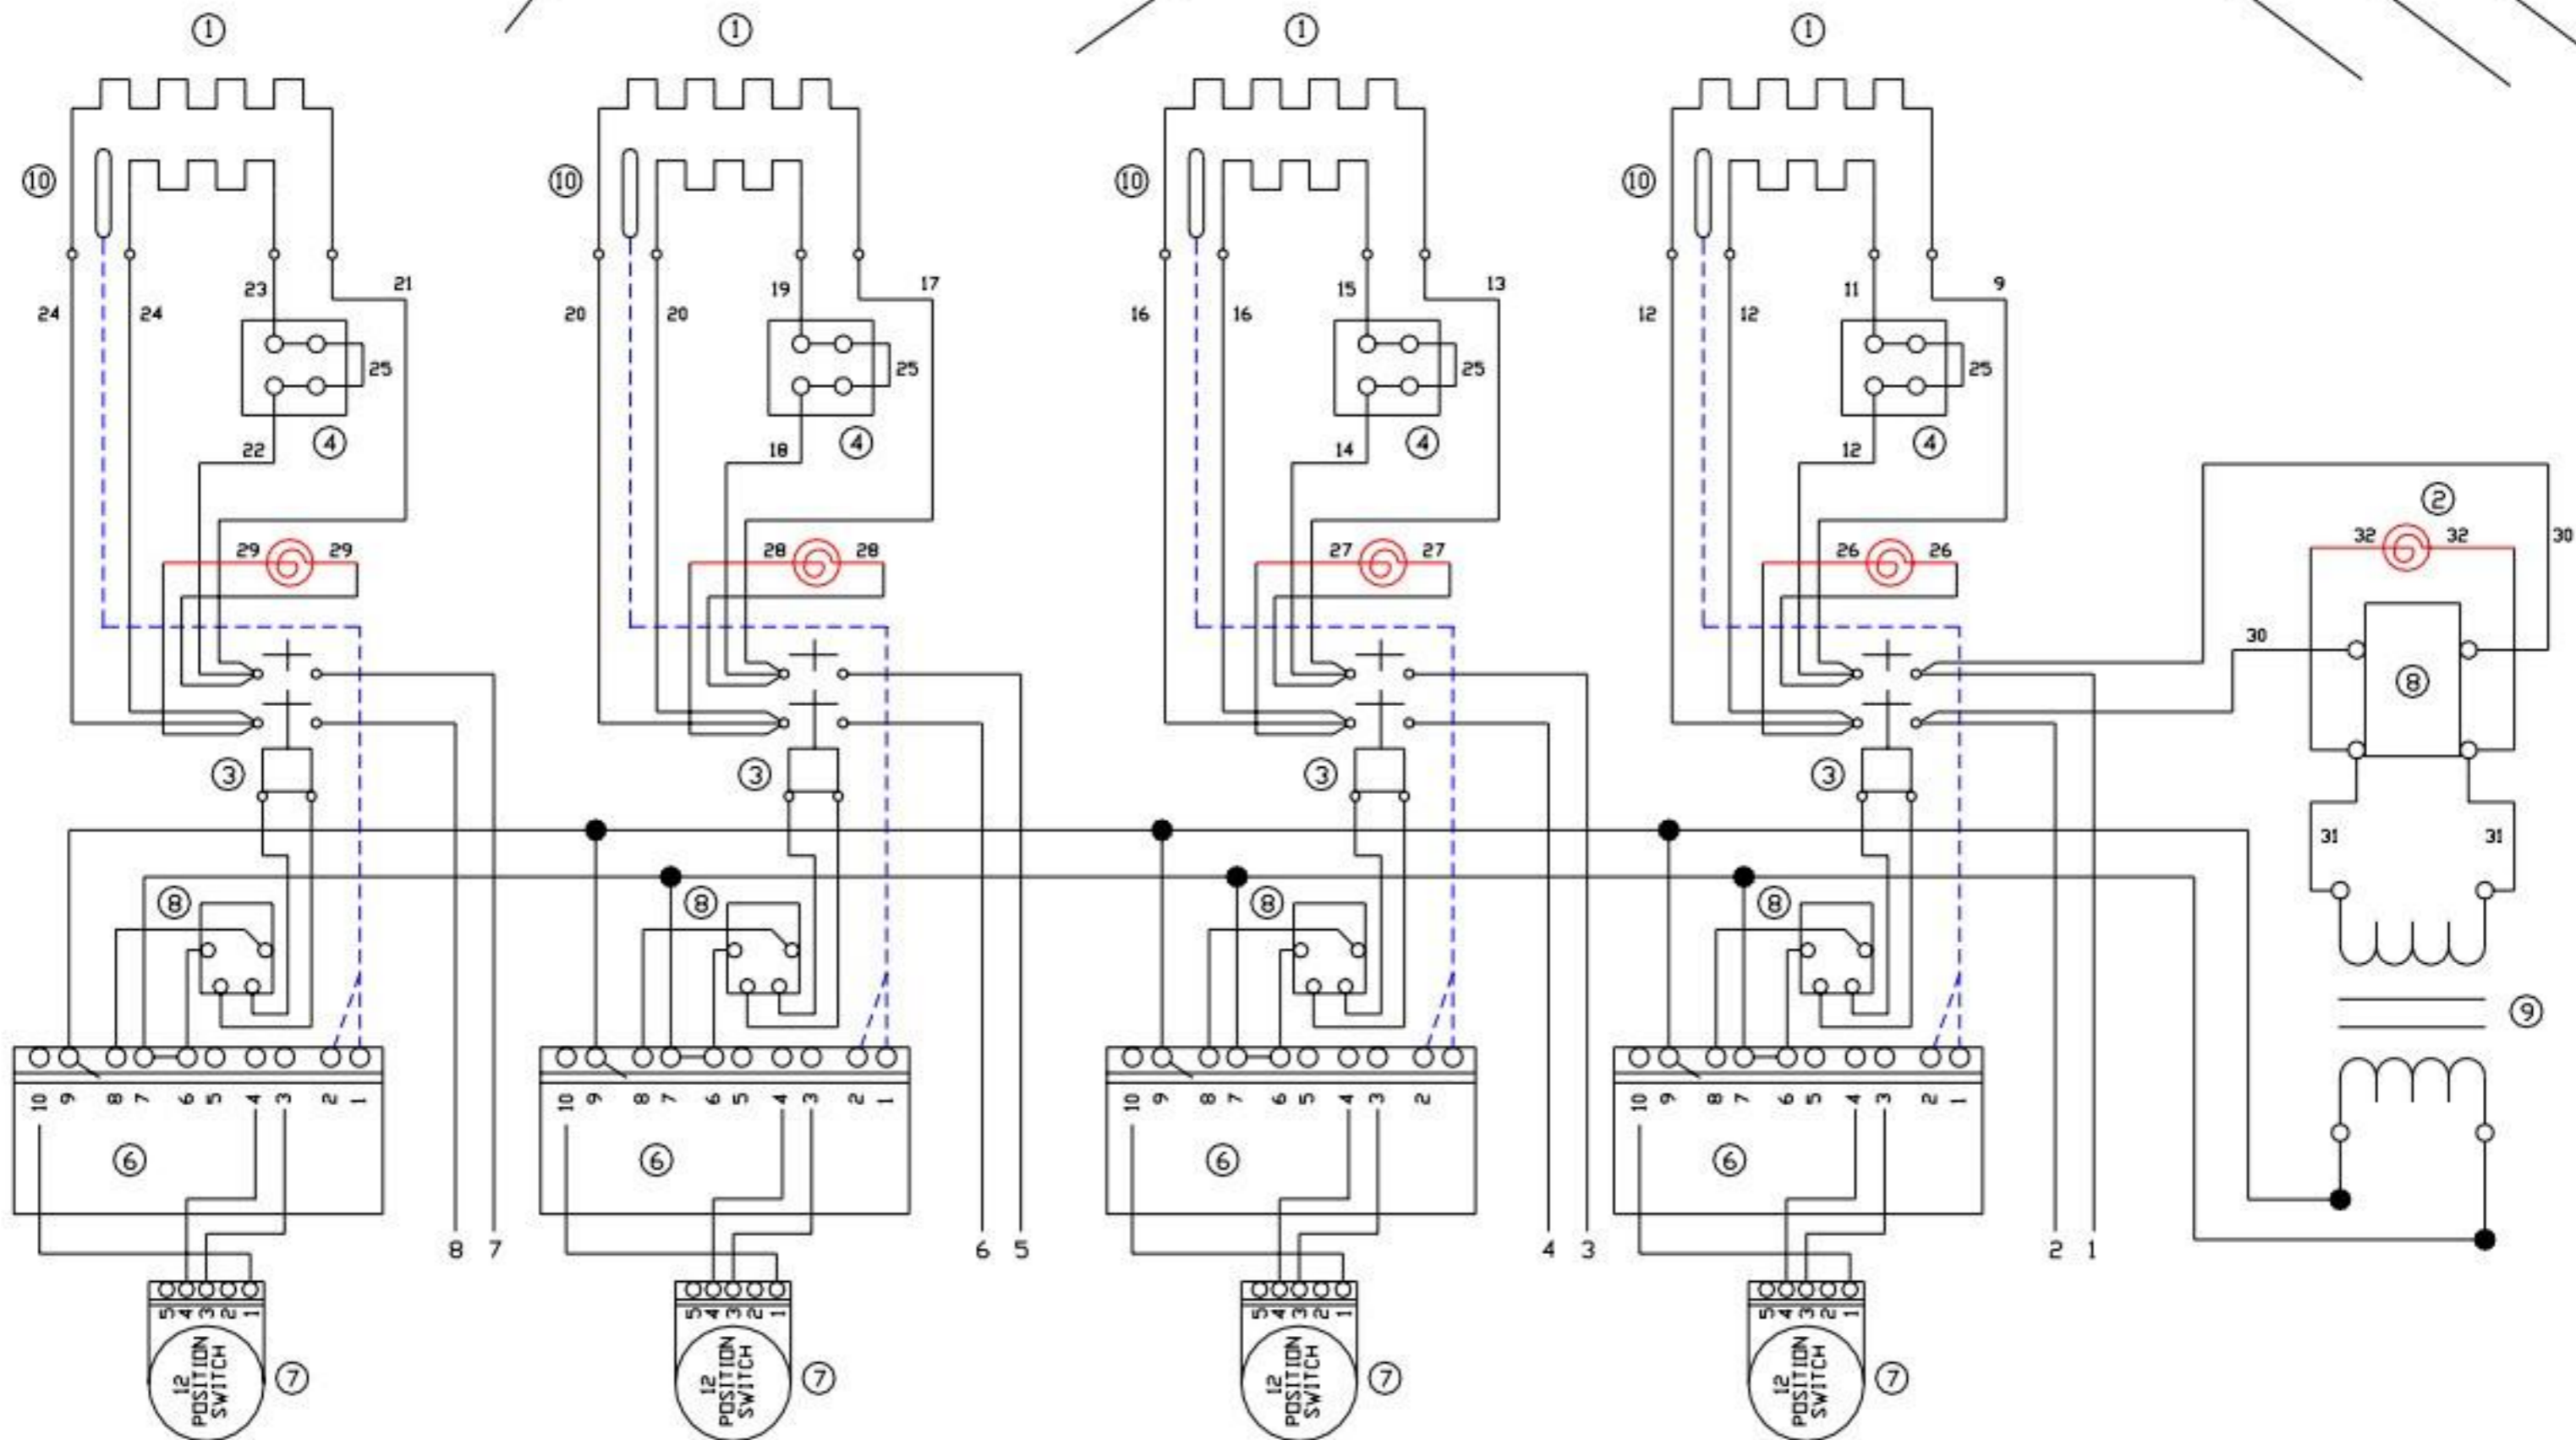 1 1 1 1
10 10 10 10
23 21 19 17 15 13 11 9
24 24 20 20 16 16 12 12
25 25 25 25
22 4 18 4 14 4 12 4
2
32 32 30
29 29 28 28 27 27 26 26
30
8
3 3 3 3
31 31
8 8 8 8
9
10 9 8 7 6 5 4 3 2 1
10 9 8 7 6 5 4 3 2 1
10 9 8 7 6 5 4 3 2
10 9 8 7 6 5 4 3 2 1
6 6 6 6
8 7 6 5 4 3 2 1
5 4 3 2 1
5 4 3 2 1
5 4 3 2 1
5 4 3 2 1
12
POSITION
SWITCH
7
12
POSITION
SWITCH
7
12
POSITION
SWITCH
7
12
POSITION
SWITCH
7